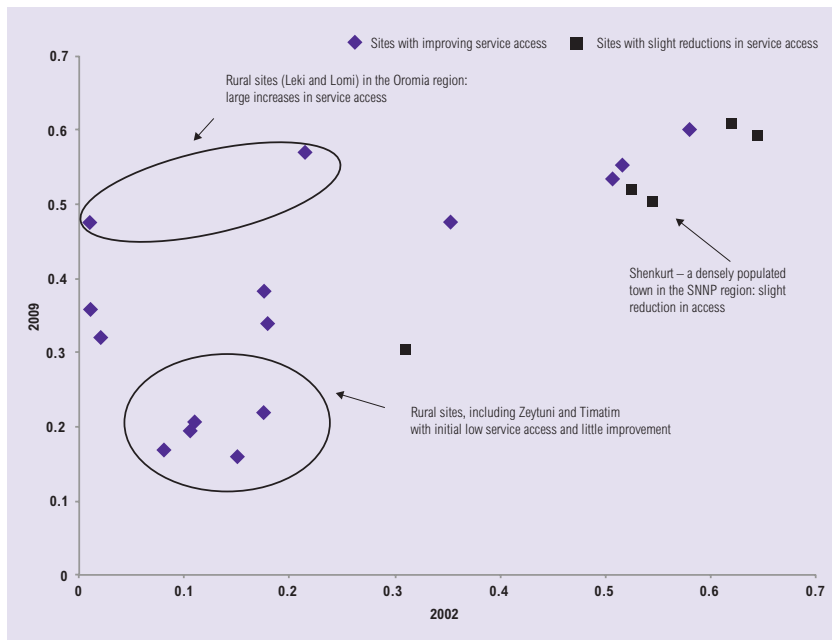 Sites with improving service access
Sites with slight reductions in service access
Rural sites (Leki and Lomi) in the Oromia region:
large increases in service access
Shenkurt – a densely populated
town in the SNNP region: slight
reduction in access
Rural sites, including Zeytuni and Timatim
with initial low service access and little improvement
2009
0.7
0.6
0.5
0.4
0.3
0.2
0.1
0
0
0.1
0.2
0.3
0.4
0.5
0.6
0.7
2002